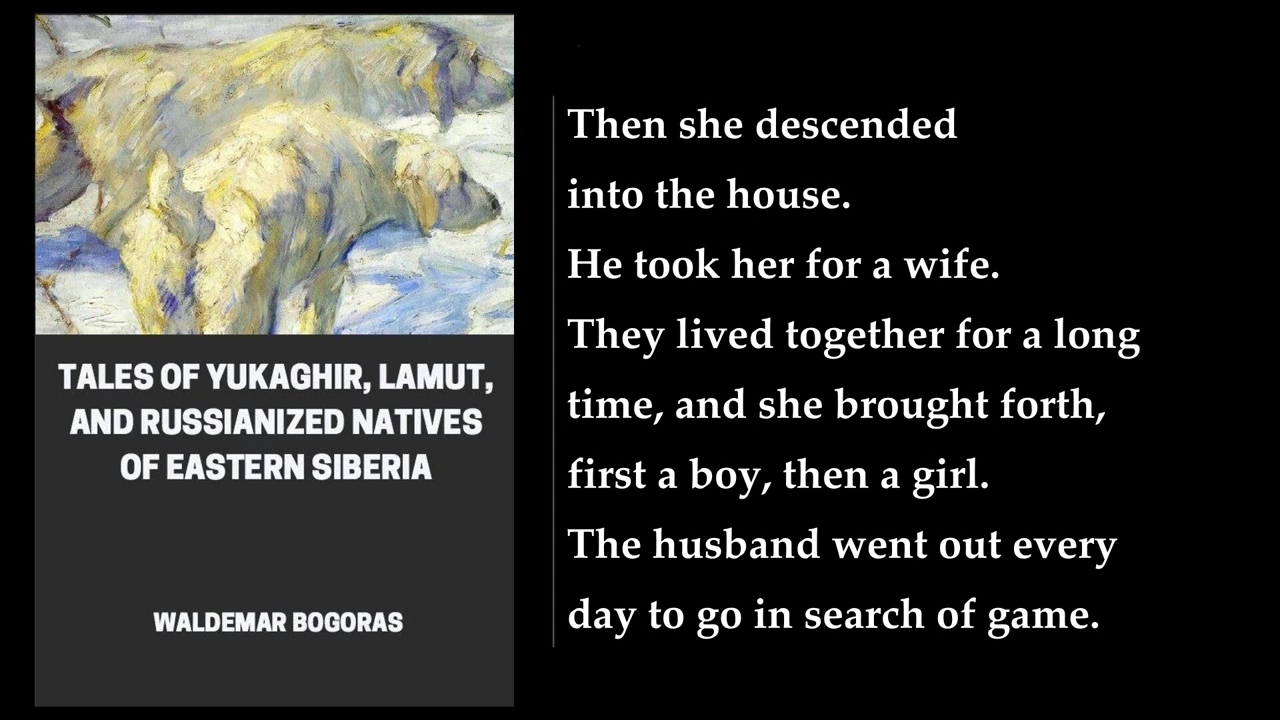 TALES OF YUKAGHIR, LAMUT,
AND RUSSIANIZED NATIVES
OF EASTERN SIBERIA
WALDEMAR BOGORAS
Then she descended
into the house.
He took her for a wife.
They lived together for a long
time, and she brought forth,
first a boy, then a girl.
The husband went out every
day to go in search of game.